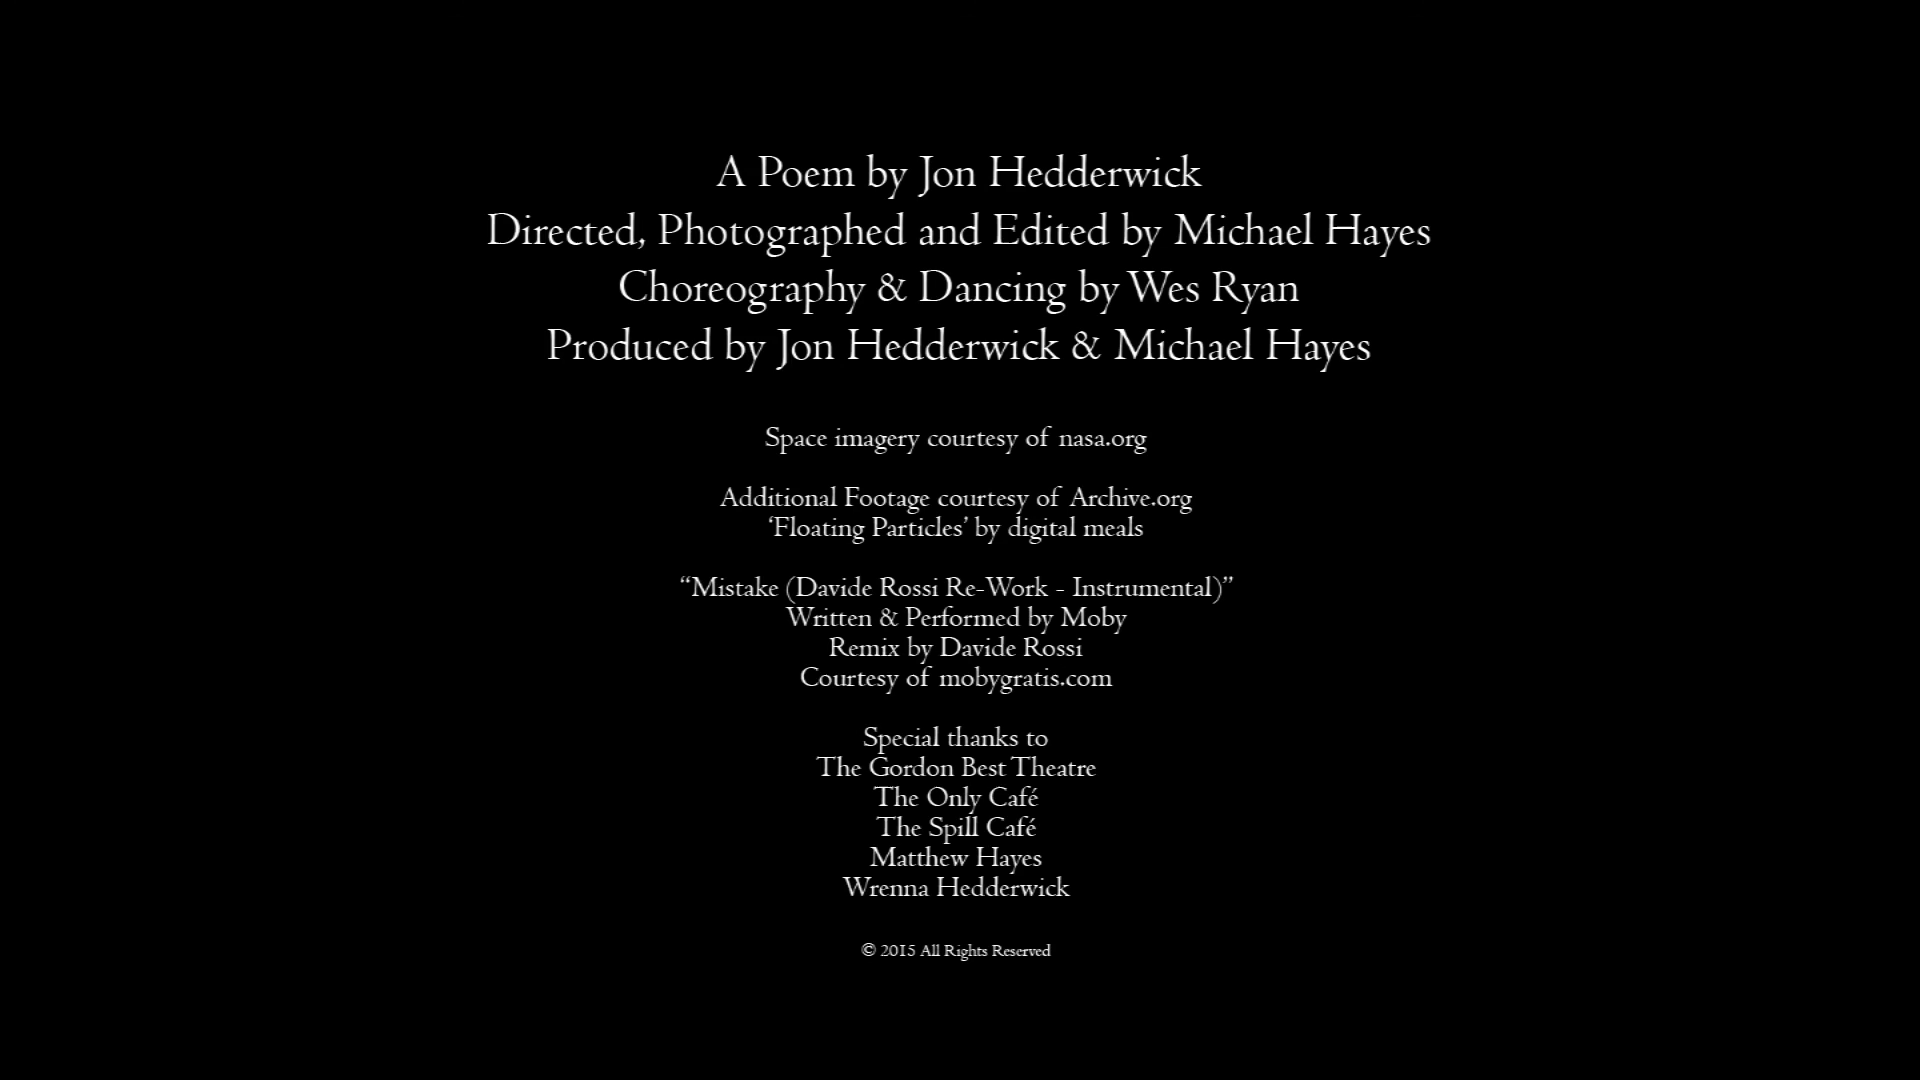 A Poem by Jon Hedderwick
Directed, Photographed and Edited by Michael Hayes
Choreography & Dancing by Wes Ryan
Produced by Jon Hedderwick & Michael Hayes
Space imagery courtesy of nasa.org
Additional Footage courtesy of Archive.org
‘Floating Particles’ by digital meals
“Mistake (Davide Rossi Re-Work - Instrumental)”
Written & Performed by Moby
Remix by Davide Rossi
Courtesy of mobygratis.com
Special thanks to
The Gordon Best Theatre
The Only Café
The Spill Café
Matthew Hayes
Wrenna Hedderwick
© 2015 All Rights Reserved